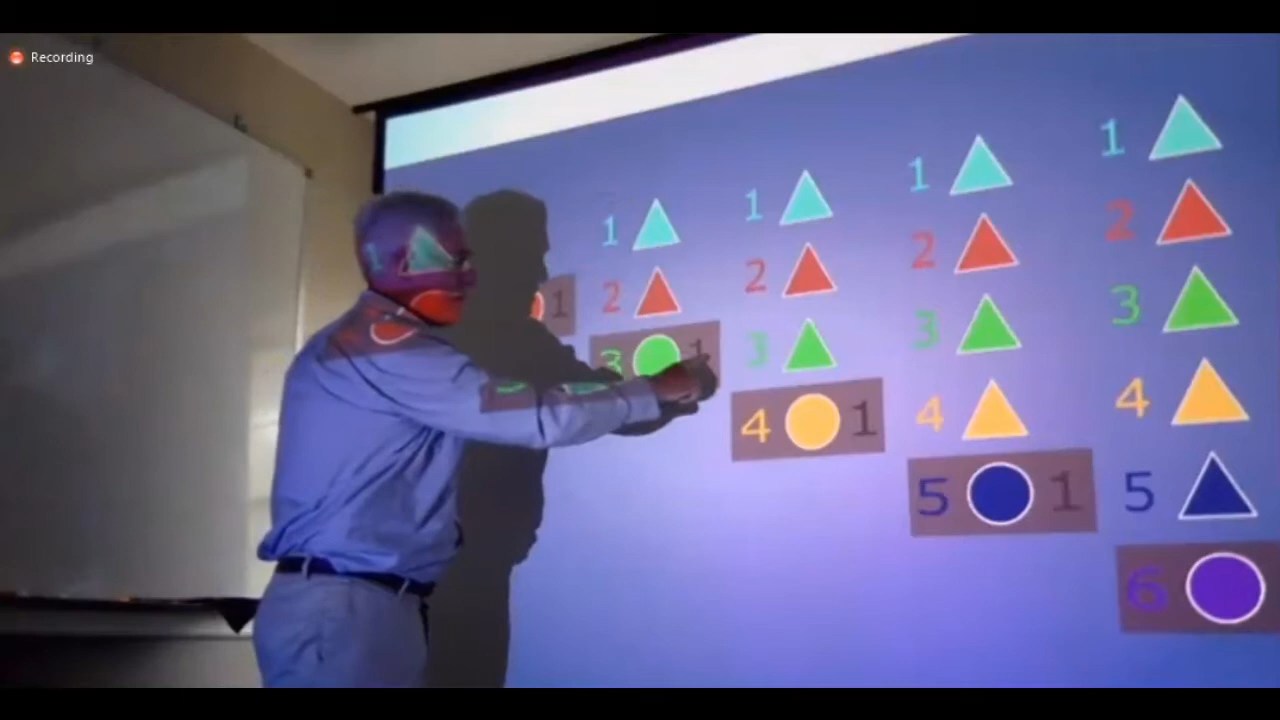 Recording
1 1 1 1
2 2 2 2
1
3 1 3 3 3
4 1 4 4
5 1 5
6